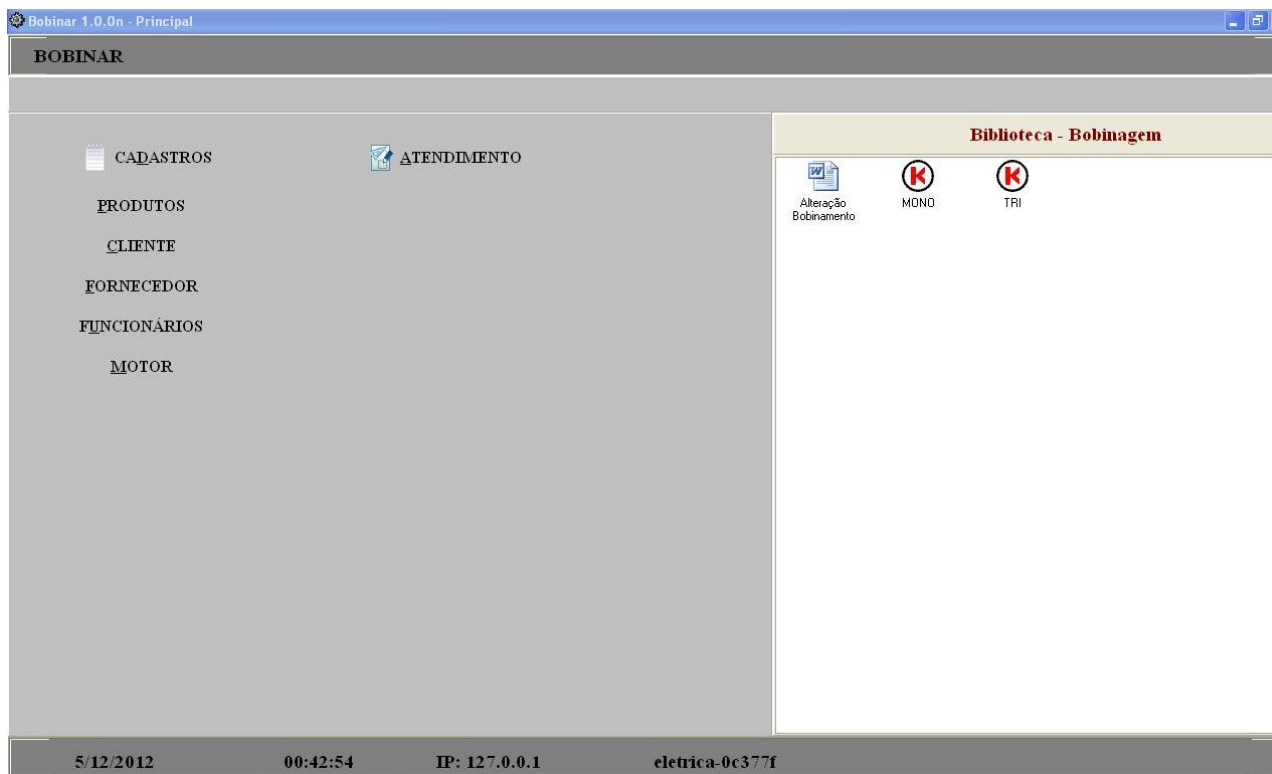 Bobinar 1.0.0n - Principal
BOBINAR
CADASTROS
ATENDIMENTO
PRODUTOS
CLIENTE
FORNECEDOR
FUNCIONÁRIOS
MOTOR
Biblioteca - Bobinagem
Alteração
Bobinamento
MONO
TRI
5/12/2012 00:42:54 IP: 127.0.0.1 eletrica-0c377f